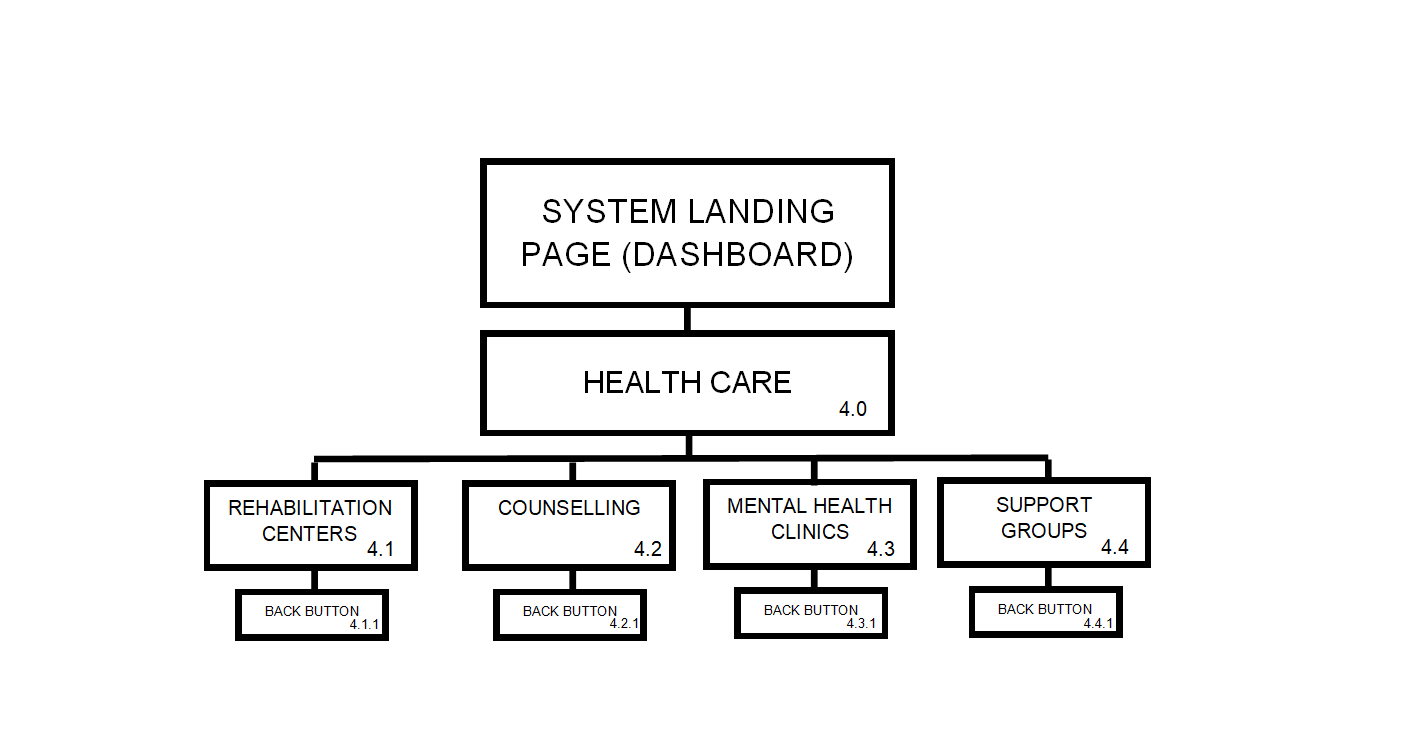 SYSTEM LANDING
PAGE (DASHBOARD)
HEALTH CARE
4.0
REHABILITATION
CENTERS
4.1
COUNSELLING
4.2
MENTAL HEALTH
CLINICS
4.3
SUPPORT
GROUPS
4.4
BACK BUTTON
4.1.1
BACK BUTTON
4.2.1
BACK BUTTON
4.3.1
BACK BUTTON
4.4.1